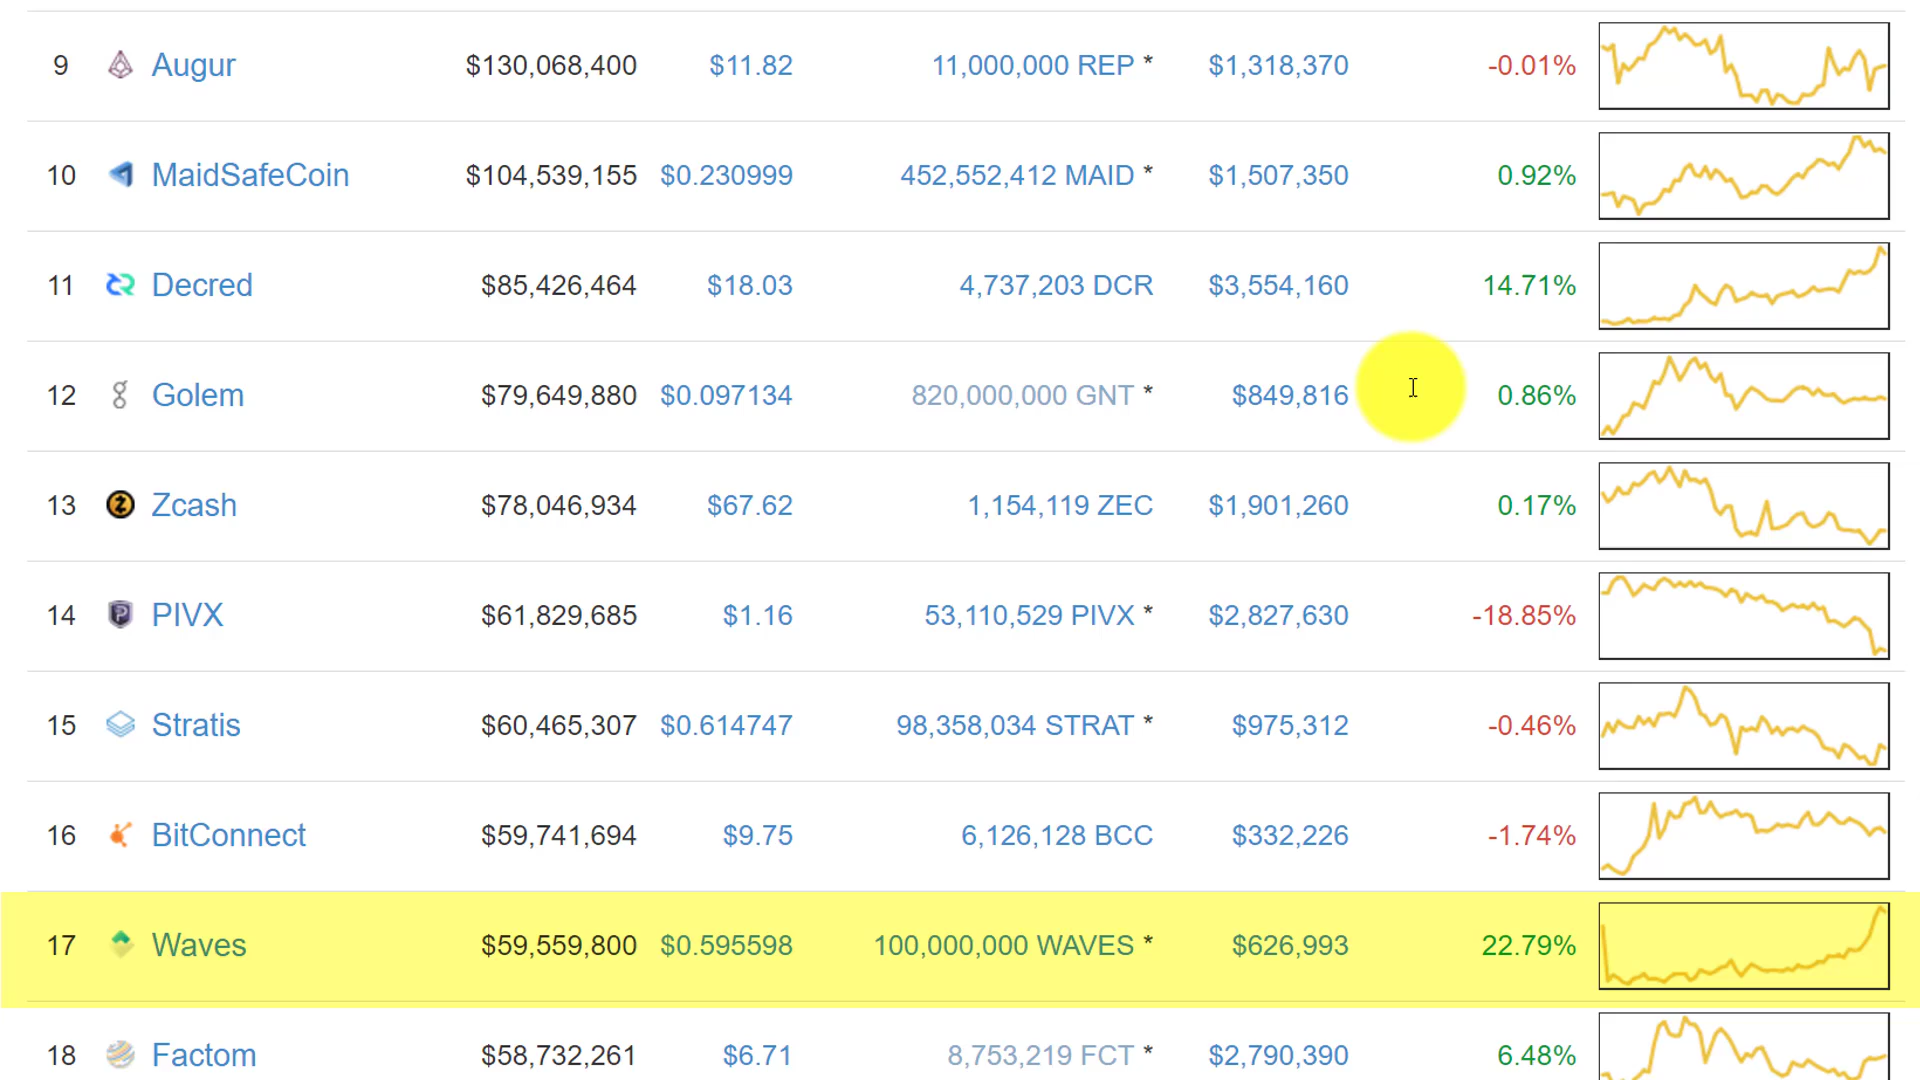 9 Augur $130,068,400 $11.82 11,000,000 REP * $1,318,370 -0.01%
10 MaidSafeCoin $104,539,155 $0.230999 452,552,412 MAID * $1,507,350 0.92%
11 Decred $85,426,464 $18.03 4,737,203 DCR $3,554,160 14.71%
12 Golem $79,649,880 $0.097134 820,000,000 GNT * $849,816 0.86%
13 Zcash $78,046,934 $67.62 1,154,119 ZEC $1,901,260 0.17%
14 PIVX $61,829,685 $1.16 53,110,529 PIVX * $2,827,630 -18.85%
15 Stratis $60,465,307 $0.614747 98,358,034 STRAT * $975,312 -0.46%
16 BitConnect $59,741,694 $9.75 6,126,128 BCC $332,226 -1.74%
17 Waves $59,559,800 $0.595598 100,000,000 WAVES * $626,993 22.79%
18 Factom $58,732,261 $6.71 8,753,219 FCT * $2,790,390 6.48%